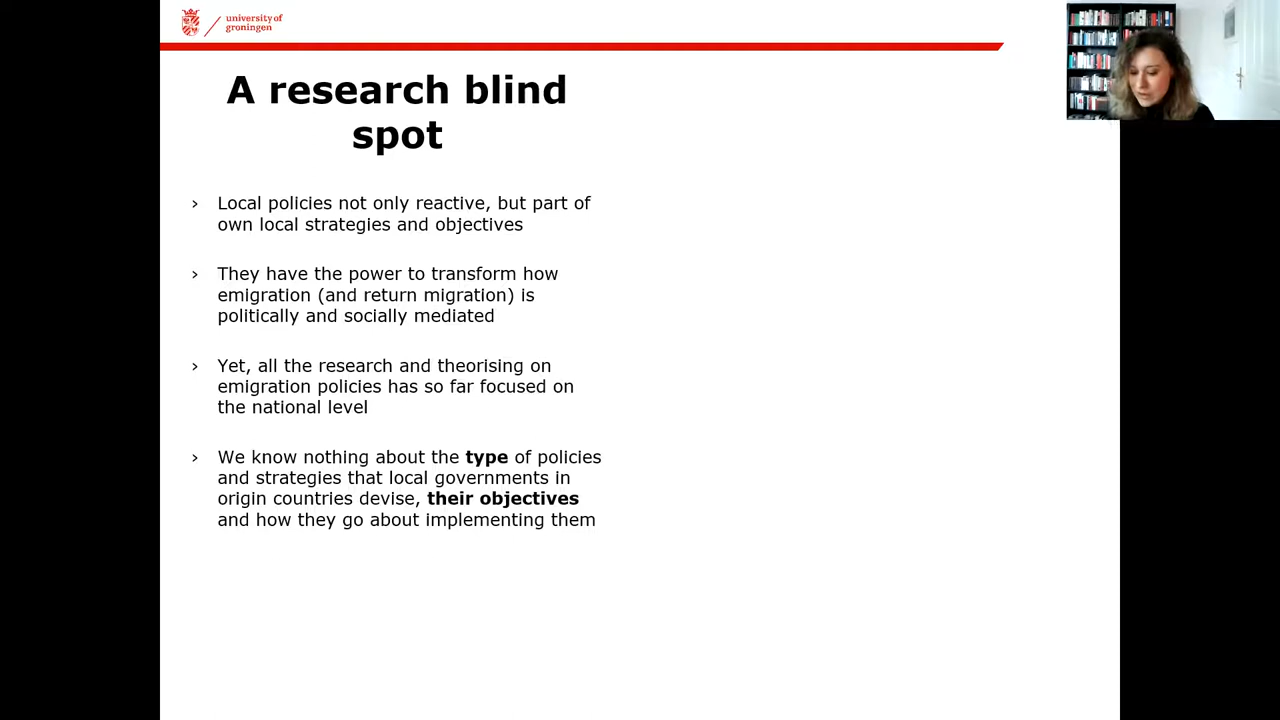 university of
groningen
A research blind
spot
› Local policies not only reactive, but part of
own local strategies and objectives
› They have the power to transform how
emigration (and return migration) is
politically and socially mediated
› Yet, all the research and theorising on
emigration policies has so far focused on
the national level
› We know nothing about the type of policies
and strategies that local governments in
origin countries devise, their objectives
and how they go about implementing them